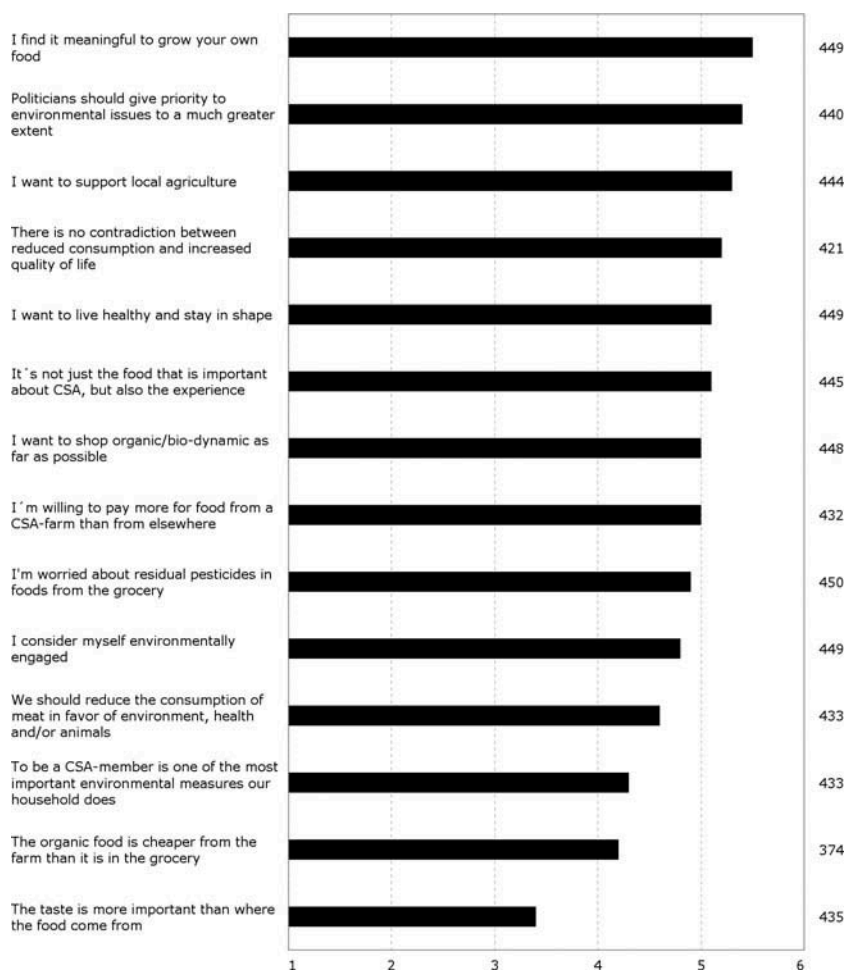 I find it meaningful to grow your own
food
449
Politicians should give priority to
environmental issues to a much greater
extent
440
I want to support local agriculture
444
There is no contradiction between
reduced consumption and increased
quality of life
421
I want to live healthy and stay in shape
449
It´s not just the food that is important
about CSA, but also the experience
445
I want to shop organic/bio-dynamic as
far as possible
448
I´m willing to pay more for food from a
CSA-farm than from elsewhere
432
I'm worried about residual pesticides in
foods from the grocery
450
I consider myself environmentally
engaged
449
We should reduce the consumption of
meat in favor of environment, health
and/or animals
433
To be a CSA-member is one of the most
important environmental measures our
household does
433
The organic food is cheaper from the
farm than it is in the grocery
374
The taste is more important than where
the food come from
435
1 2 3 4 5 6